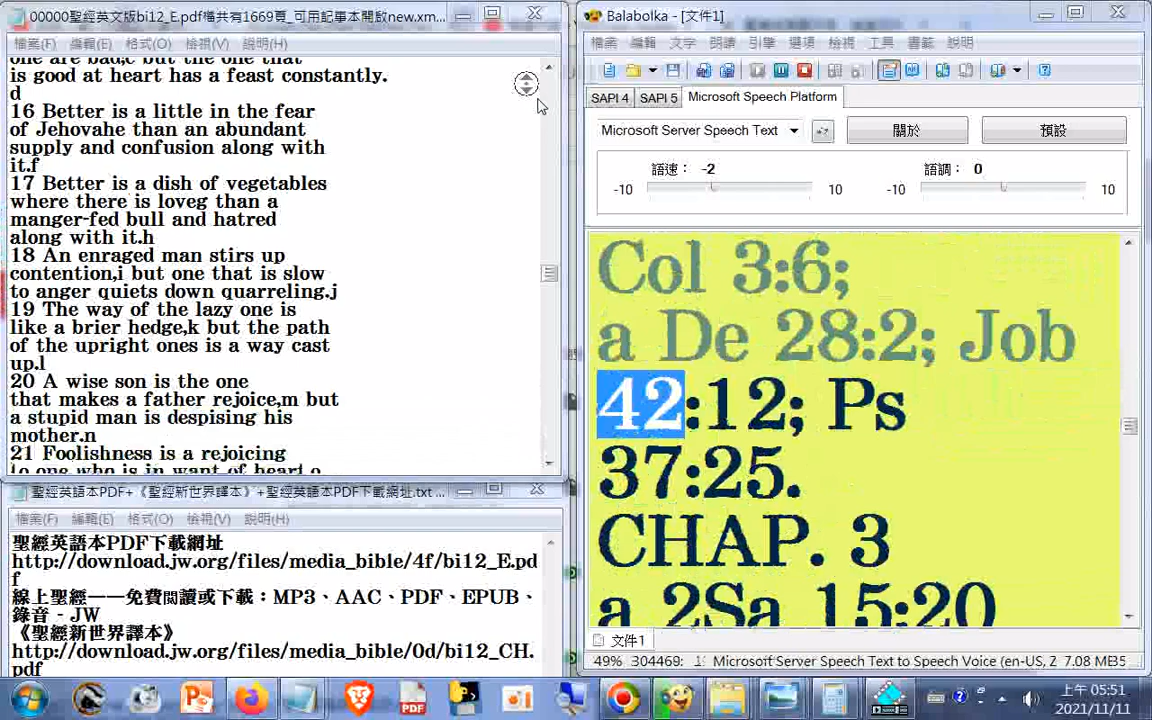 00000聖經英文版bi12_E.pdf檔共有1669頁_可用記事本開啟new.xm...
檔案(F) 編輯(E) 格式(O) 檢視(V) 說明(H)
one are bad,c but the one that
is good at heart has a feast constantly.
d
16 Better is a little in the fear
of Jehovahe than an abundant
supply and confusion along with
it.f
17 Better is a dish of vegetables
where there is loveg than a
manger-fed bull and hatred
along with it.h
18 An enraged man stirs up
contention,i but one that is slow
to anger quiets down quarreling.j
19 The way of the lazy one is
like a brier hedge,k but the path
of the upright ones is a way cast
up.l
20 A wise son is the one
that makes a father rejoice,m but
a stupid man is despising his
mother.n
21 Foolishness is a rejoicing
to one who is in want of heart,o
聖經英語本PDF+《聖經新世界譯本》+聖經英語本PDF下載網址.txt ...
檔案(F) 編輯(E) 格式(O) 檢視(V) 說明(H)
聖經英語本PDF下載網址
http://download.jw.org/files/media_bible/4f/bi12_E.pd
f
線上聖經──免費閱讀或下載：MP3、AAC、PDF、EPUB、
錄音 - JW
《聖經新世界譯本》
http://download.jw.org/files/media_bible/0d/bi12_CH.
pdf
Balabolka - [文件1]
檔案 編輯 文字 朗讀 引擎 選項 檢視 工具 書籤 說明
SAPI 4 SAPI 5 Microsoft Speech Platform
Microsoft Server Speech Text 關於 預設
語速： -2 語調： 0
-10 10 -10 10
Col 3:6;
a De 28:2; Job
42:12; Ps
37:25.
CHAP. 3
a 2Sa 15:20
文件1
49% 304469: Microsoft Server Speech Text to Speech Voice (en-US, 7.08 MB
上午 05:51
2021/11/11